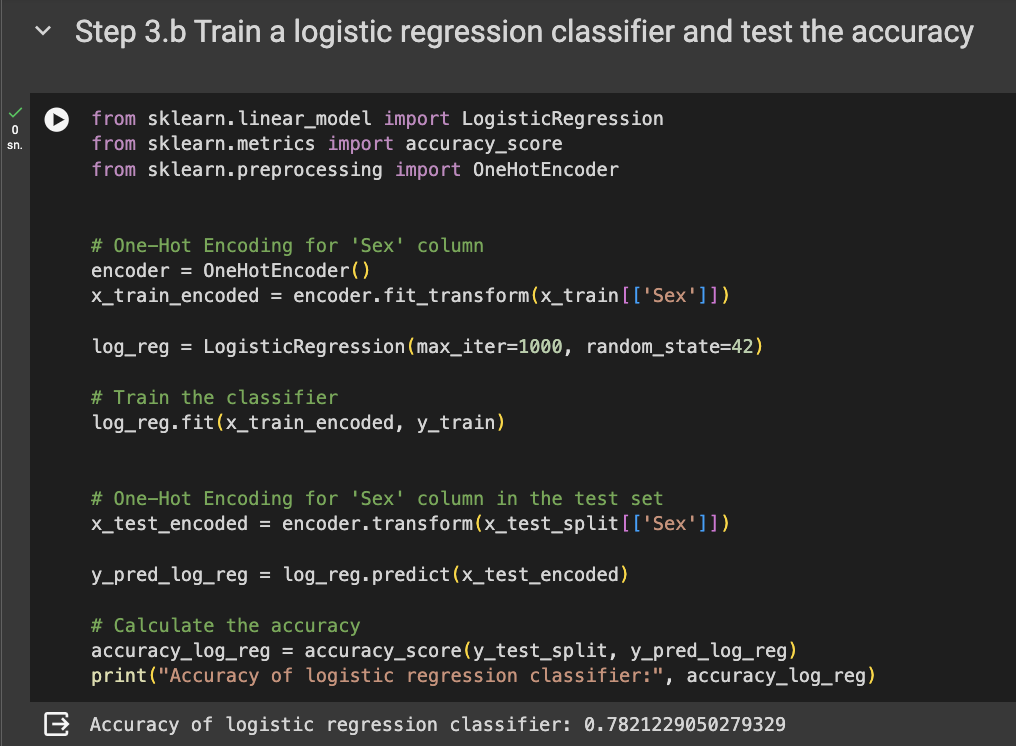 Step 3.b Train a logistic regression classifier and test the accuracy
0
sn.
from sklearn.linear_model import LogisticRegression
from sklearn.metrics import accuracy_score
from sklearn.preprocessing import OneHotEncoder
# One-Hot Encoding for 'Sex' column
encoder = OneHotEncoder()
x_train_encoded = encoder.fit_transform(x_train[['Sex']])
log_reg = LogisticRegression(max_iter=1000, random_state=42)
# Train the classifier
log_reg.fit(x_train_encoded, y_train)
# One-Hot Encoding for 'Sex' column in the test set
x_test_encoded = encoder.transform(x_test_split[['Sex']])
y_pred_log_reg = log_reg.predict(x_test_encoded)
# Calculate the accuracy
accuracy_log_reg = accuracy_score(y_test_split, y_pred_log_reg)
print("Accuracy of logistic regression classifier:", accuracy_log_reg)
Accuracy of logistic regression classifier: 0.7821229050279329